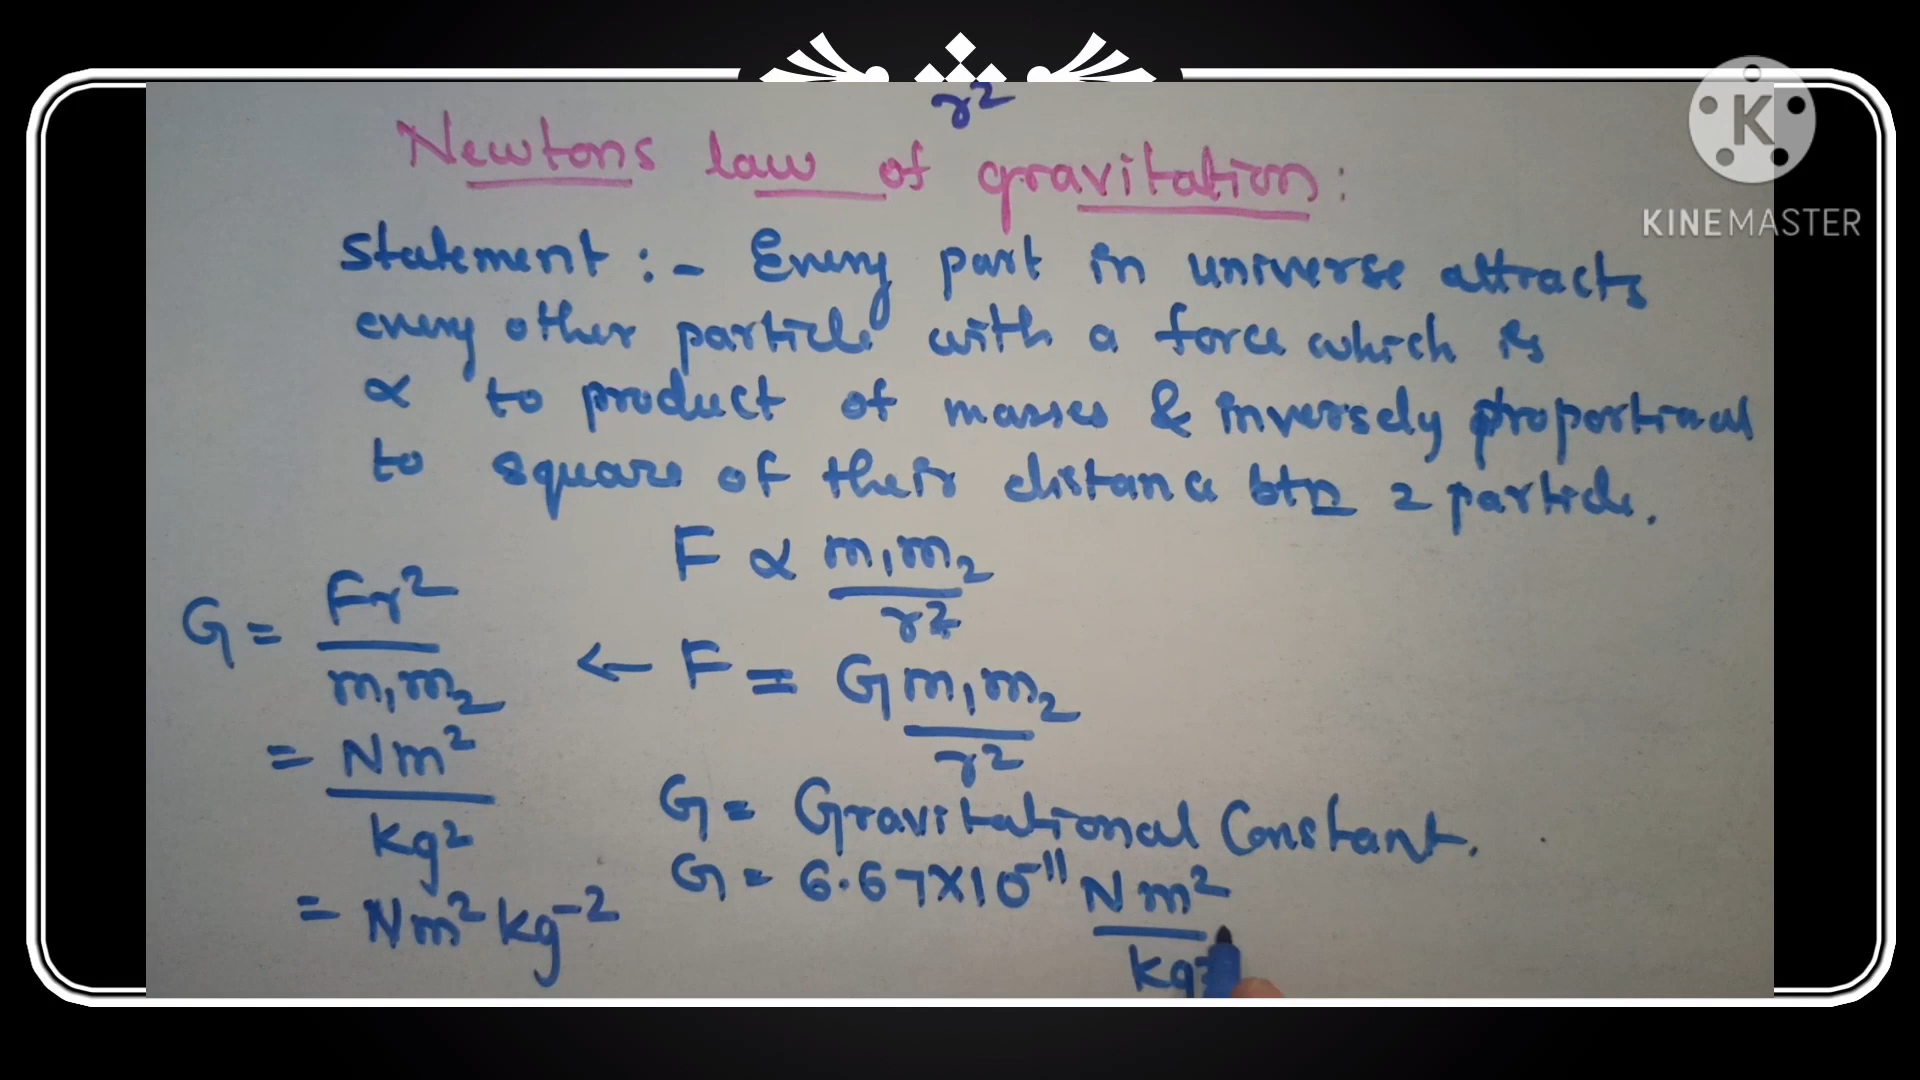 r²
Newtons law of gravitation:
Statement :- Every part in universe attracts
every other particle with a force which is
∝ to product of masses & inversely proportional
to square of their distance btn 2 particle.
F ∝ m₁m₂/r²
G = Fr²/m₁m₂ ← F = Gm₁m₂/r²
= Nm²/kg²
G = Gravitational Constant.
G = 6.67×10⁻¹¹ Nm²/kg²
= Nm² kg⁻²
K
KINEMASTER